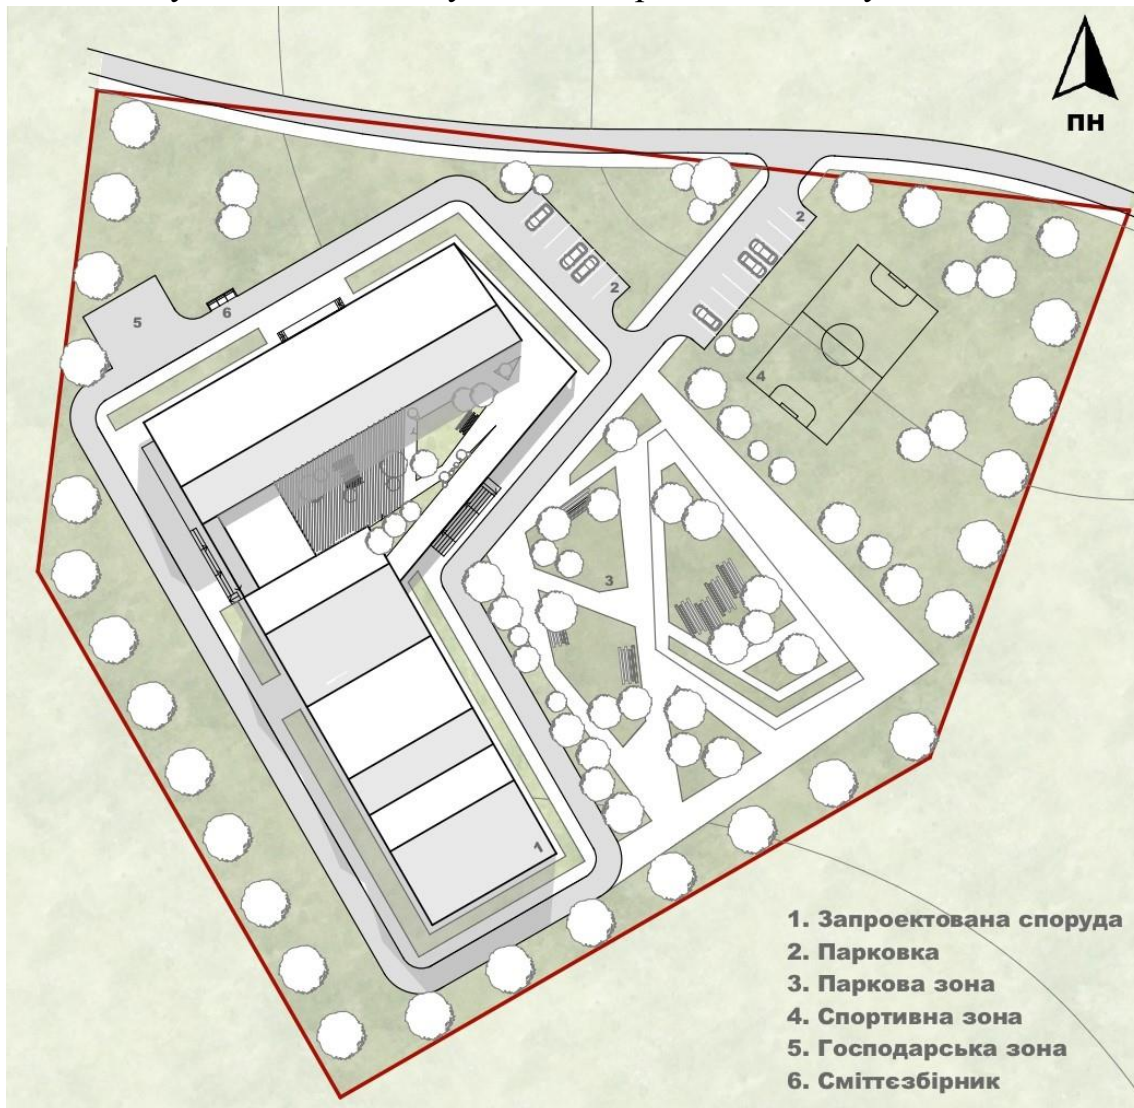 ПН
2
2
6
5
4
3
1
1. Запроектована споруда
2. Парковка
3. Паркова зона
4. Спортивна зона
5. Господарська зона
6. Сміттєзбірник